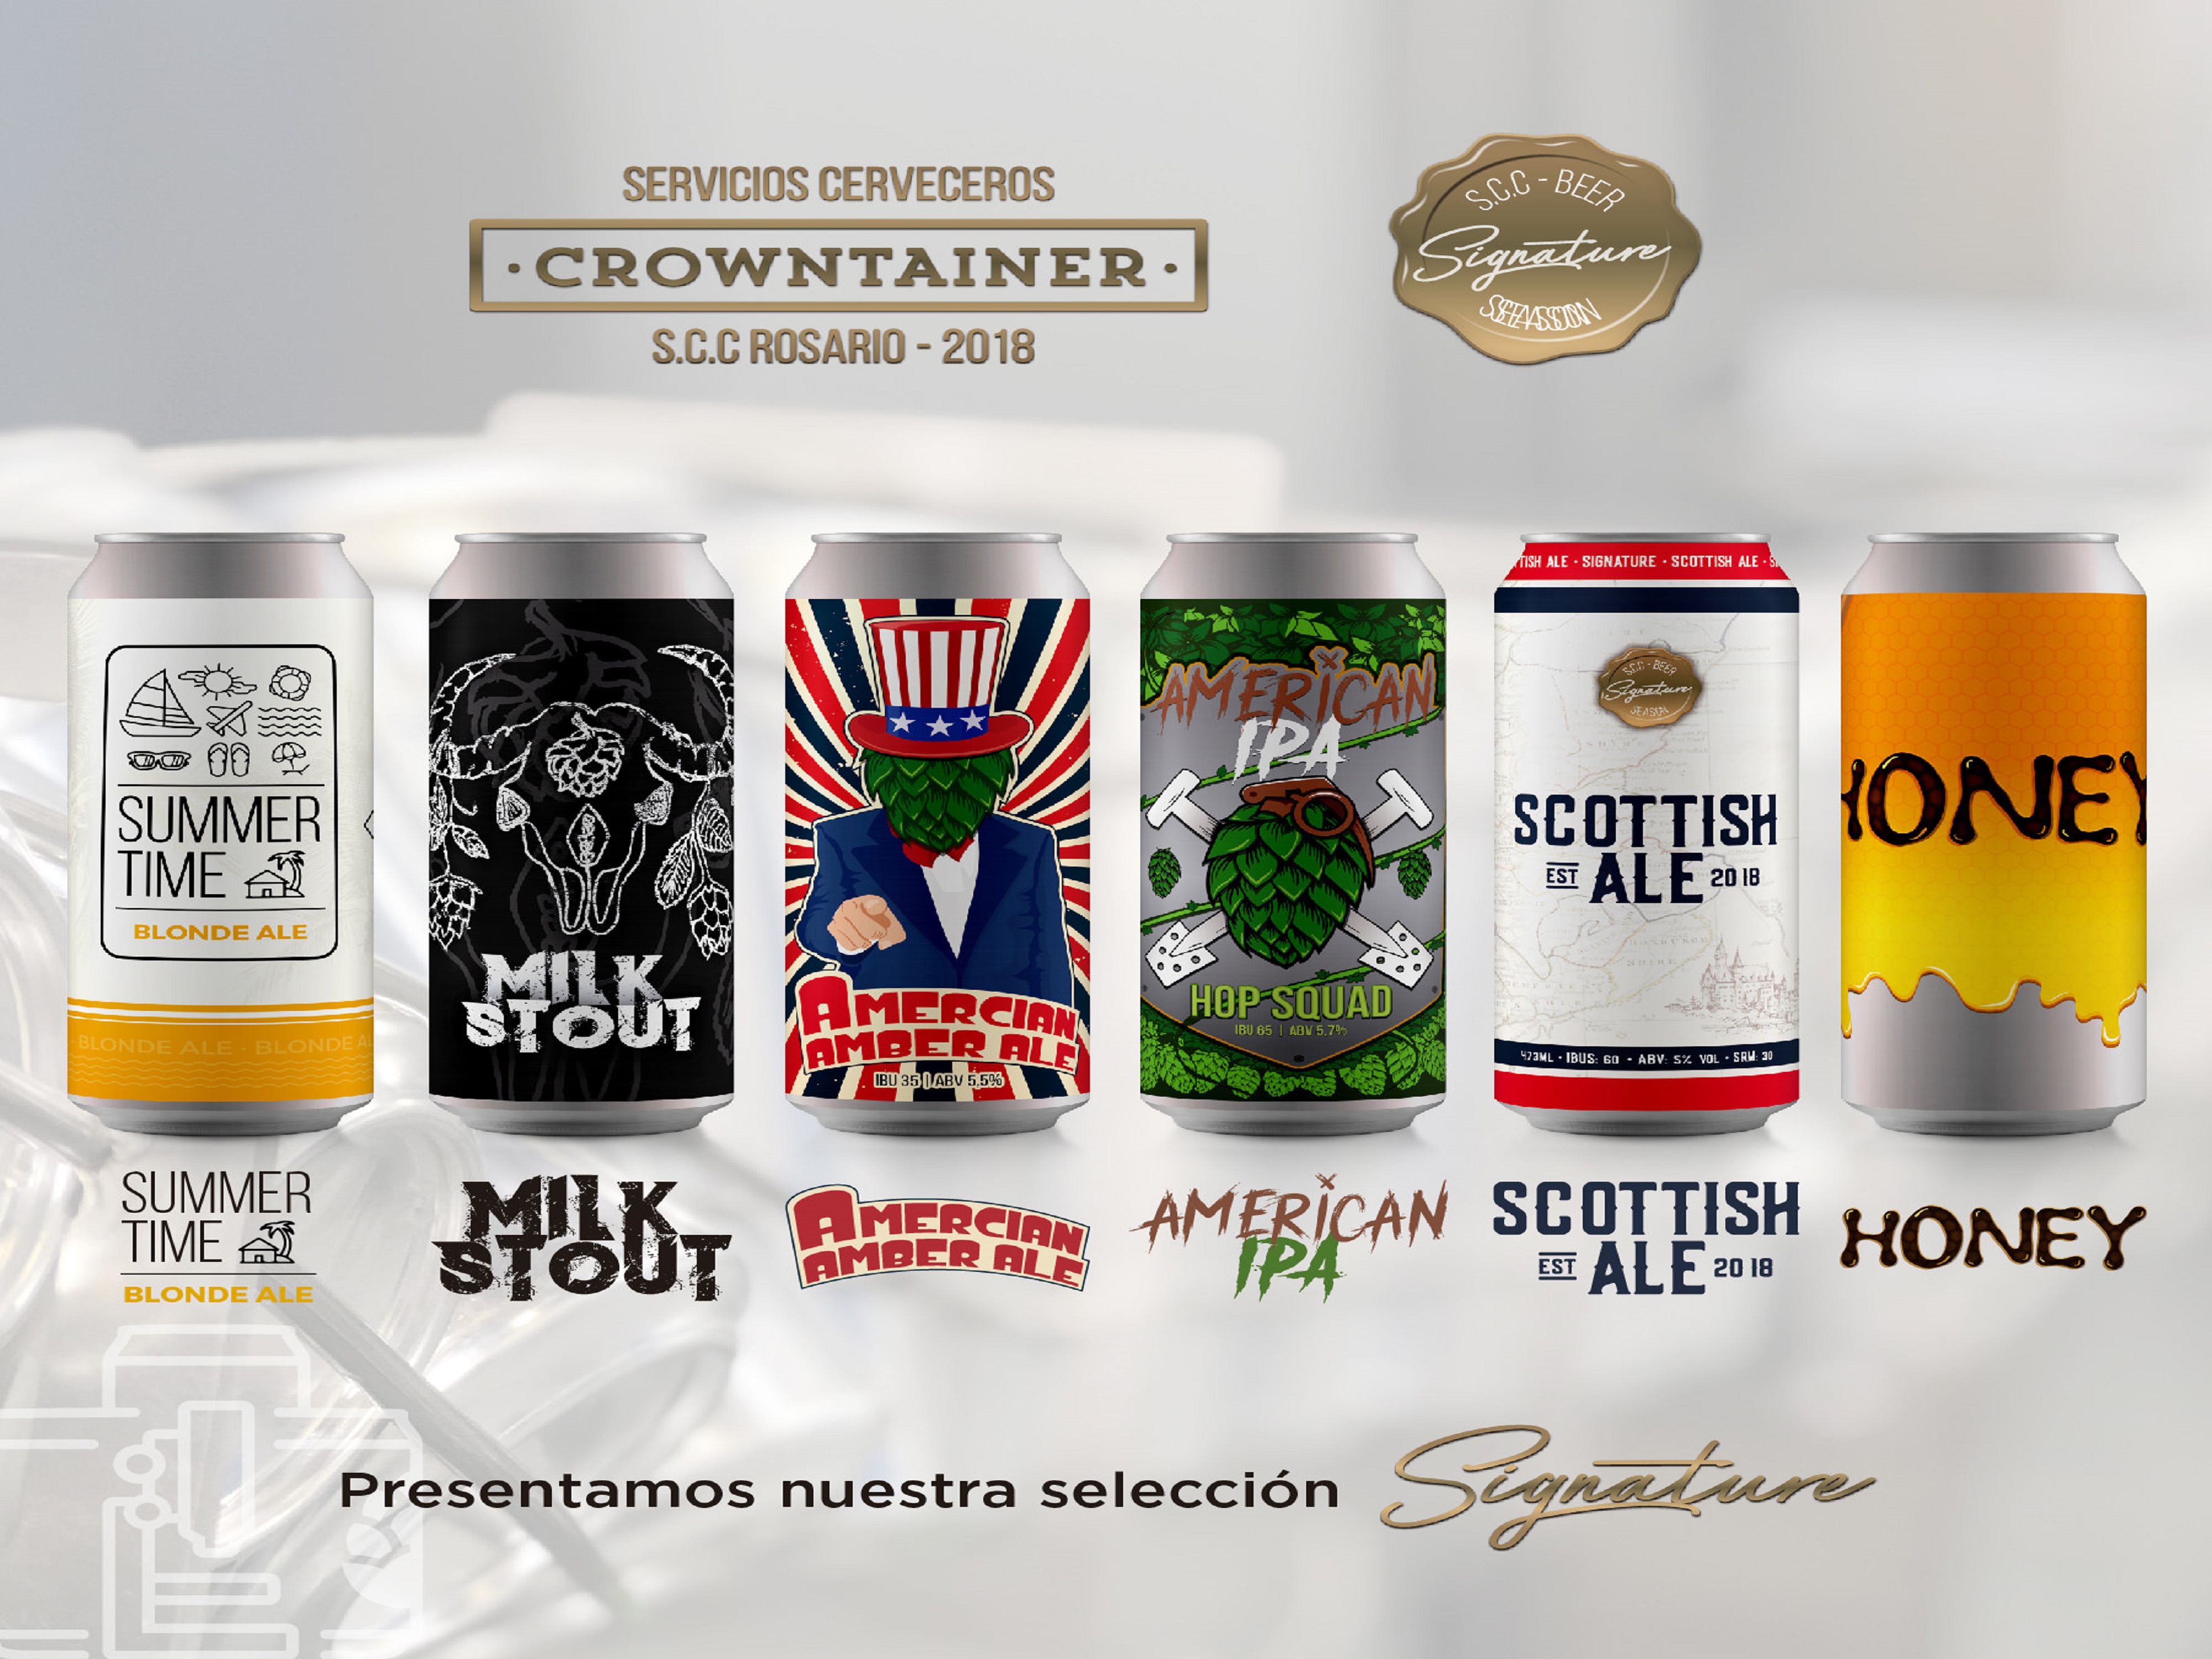 SERVICIOS CERVECEROS
·CROWNTAINER·
S.C.C ROSARIO - 2018
S.C.C - BEER
Signature
SUMMER
TIME
BLONDE ALE
BLONDE ALE · BLONDE AL
MILK
STOUT
AMERCIAN
AMBER ALE
IBU 35 | ABV 5,5%
AMERICAN
IPA
HOP SQUAD
IBU 65 | ABV 5.7%
TISH ALE - SIGNATURE - SCOTTISH ALE - S
S.C.C - BEER
Signature
SEASON
SCOTTISH
EST ALE 2018
473ML - IBUS: 60 - ABV: 5% VOL - SRM: 30
HONEY
SUMMER
TIME
BLONDE ALE
MILK
STOUT
AMERCIAN
AMBER ALE
AMERICAN
IPA
SCOTTISH
EST ALE 2018
HONEY
Presentamos nuestra selección Signature